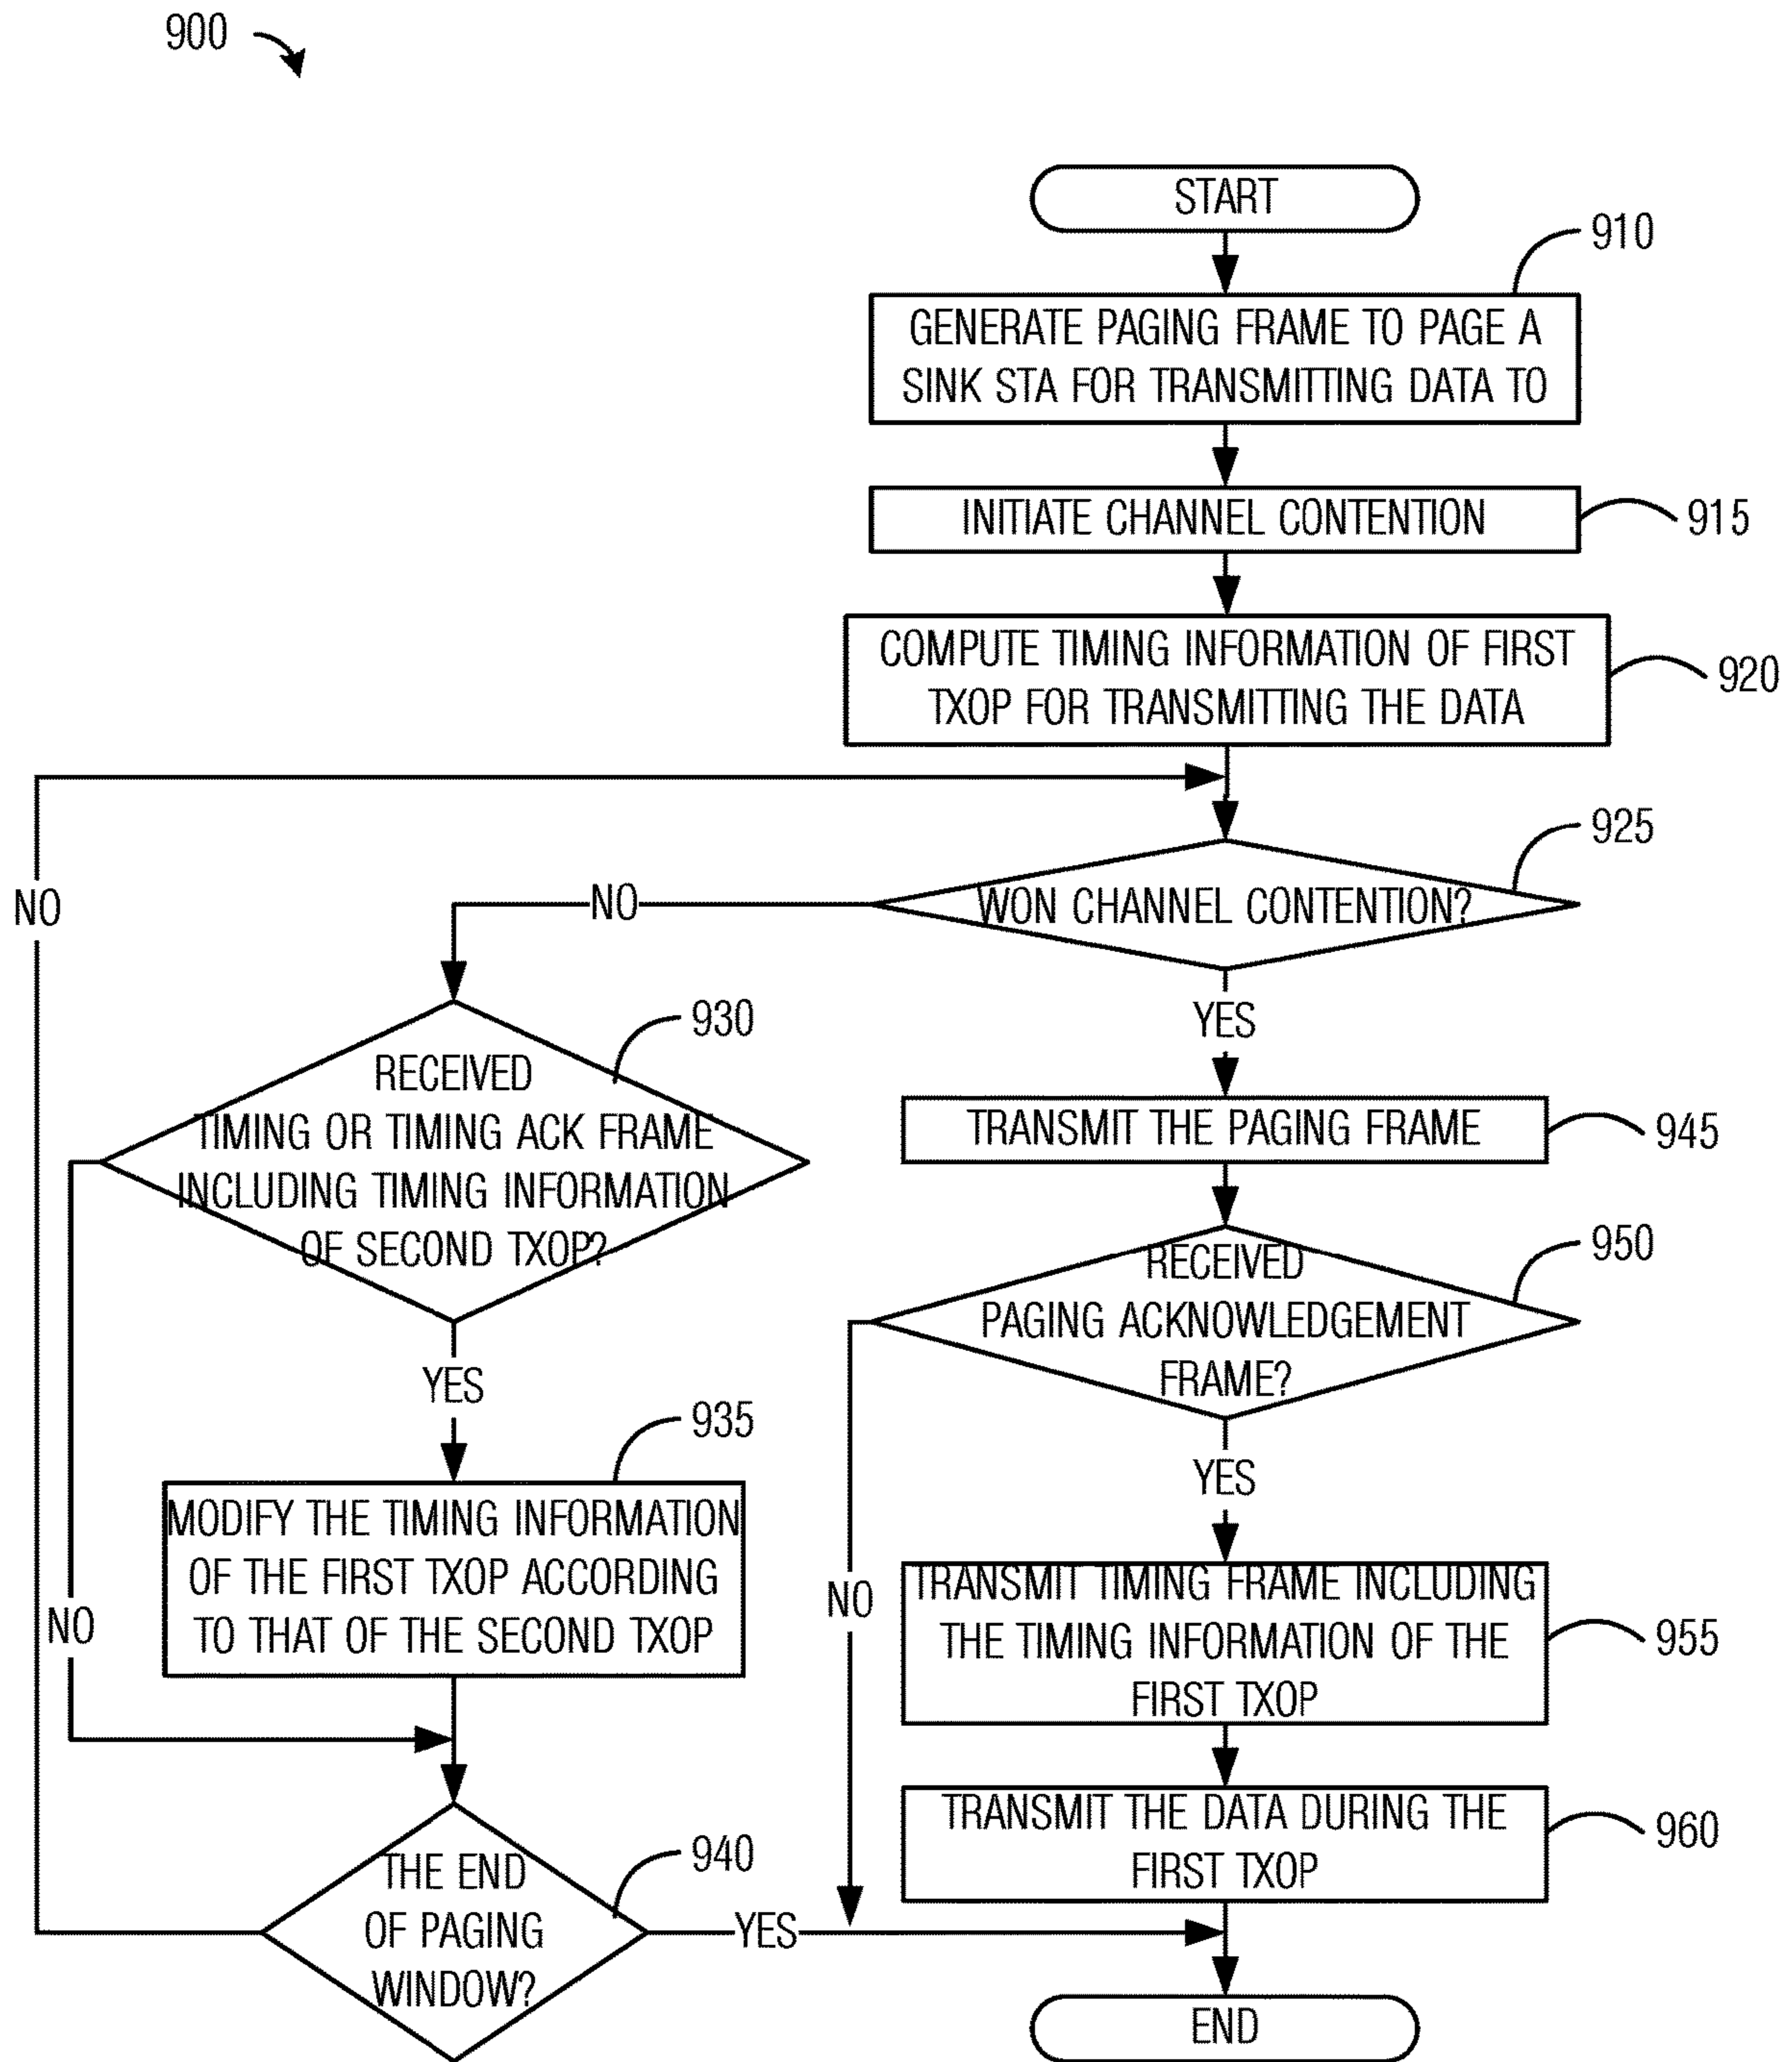 900
START
910
GENERATE PAGING FRAME TO PAGE A
SINK STA FOR TRANSMITTING DATA TO
INITIATE CHANNEL CONTENTION
915
COMPUTE TIMING INFORMATION OF FIRST
TXOP FOR TRANSMITTING THE DATA
920
925
WON CHANNEL CONTENTION?
NO
NO
YES
930
RECEIVED
TIMING OR TIMING ACK FRAME
INCLUDING TIMING INFORMATION
OF SECOND TXOP?
TRANSMIT THE PAGING FRAME
945
950
RECEIVED
PAGING ACKNOWLEDGEMENT
FRAME?
YES
YES
935
MODIFY THE TIMING INFORMATION
OF THE FIRST TXOP ACCORDING
TO THAT OF THE SECOND TXOP
NO
NO
TRANSMIT TIMING FRAME INCLUDING
THE TIMING INFORMATION OF THE
FIRST TXOP
955
TRANSMIT THE DATA DURING THE
FIRST TXOP
960
940
THE END
OF PAGING
WINDOW?
YES
END